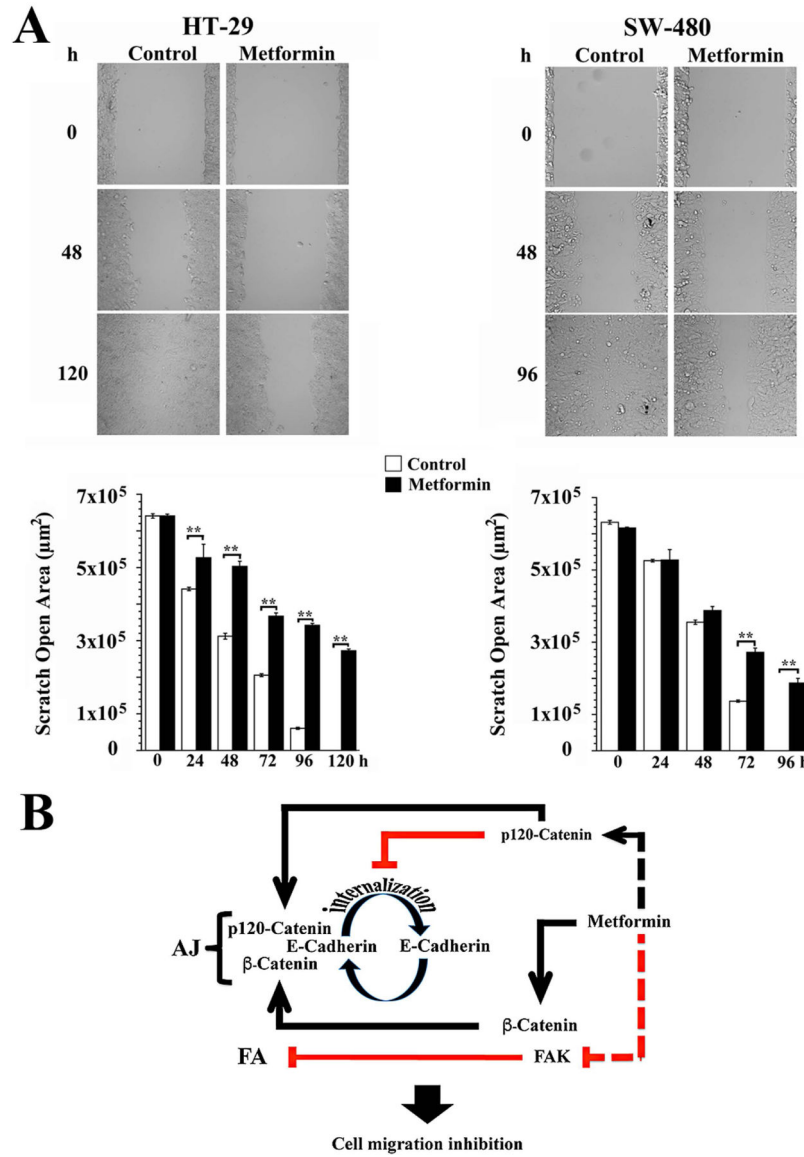 A
HT-29
SW-480
h Control Metformin
h Control Metformin
0
48
120
0
48
96
Control
Metformin
Scratch Open Area (µm²)
7x10⁵
5x10⁵
3x10⁵
1x10⁵
0
** ** ** ** **
0 24 48 72 96 120 h
Scratch Open Area (µm²)
7x10⁵
5x10⁵
3x10⁵
1x10⁵
0
** **
0 24 48 72 96 h
B
p120-Catenin
internalization
Metformin
p120-Catenin
AJ E-Cadherin E-Cadherin
β-Catenin
β-Catenin
FA FAK
Cell migration inhibition